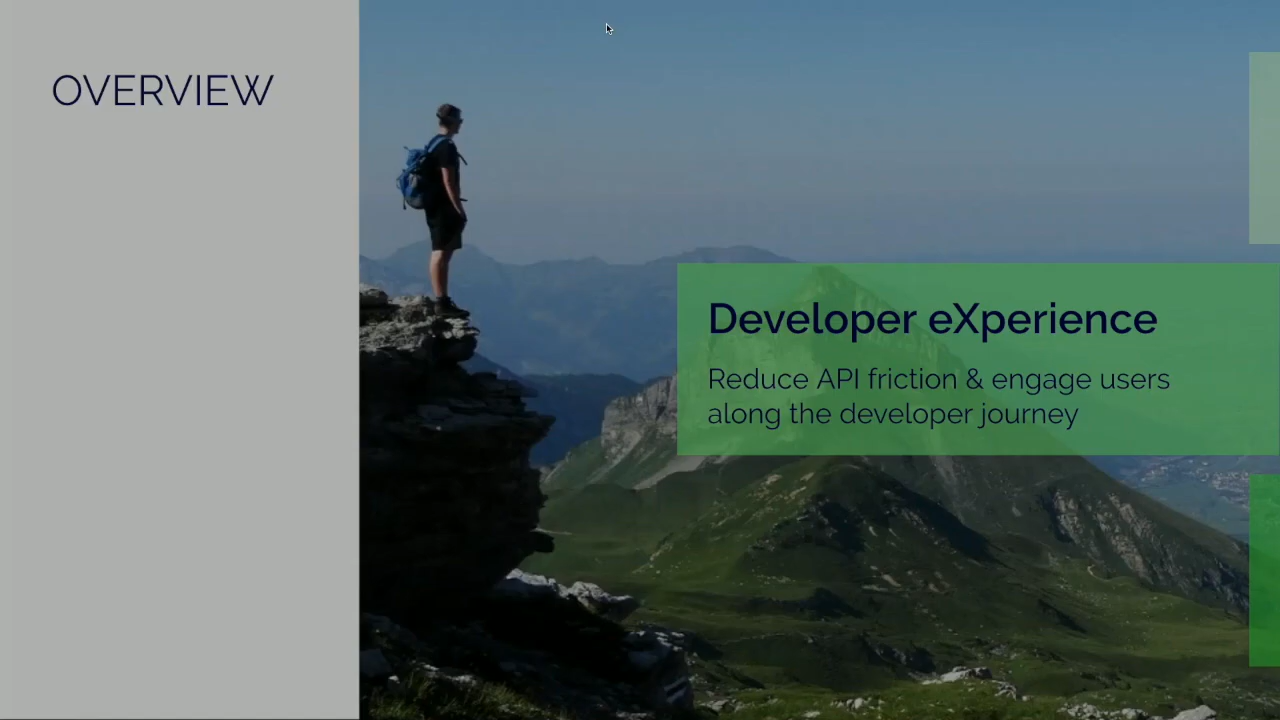 OVERVIEW
Developer eXperience
Reduce API friction & engage users
along the developer journey